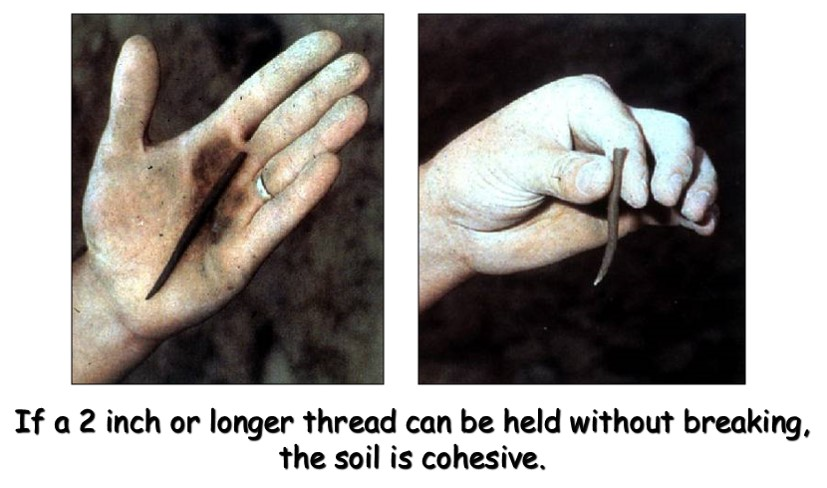 If a 2 inch or longer thread can be held without breaking,
the soil is cohesive.